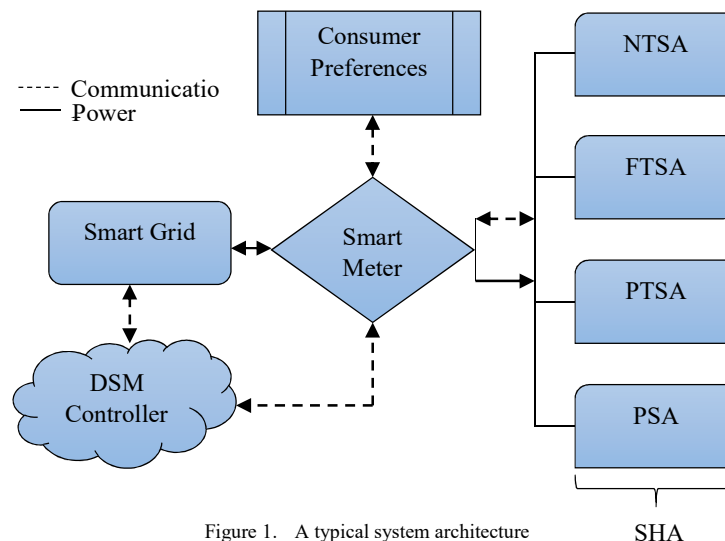 Consumer
Preferences
Communicatio
Power
Smart Grid
Smart
Meter
DSM
Controller
NTSA
FTSA
PTSA
PSA
SHA
Figure 1. A typical system architecture